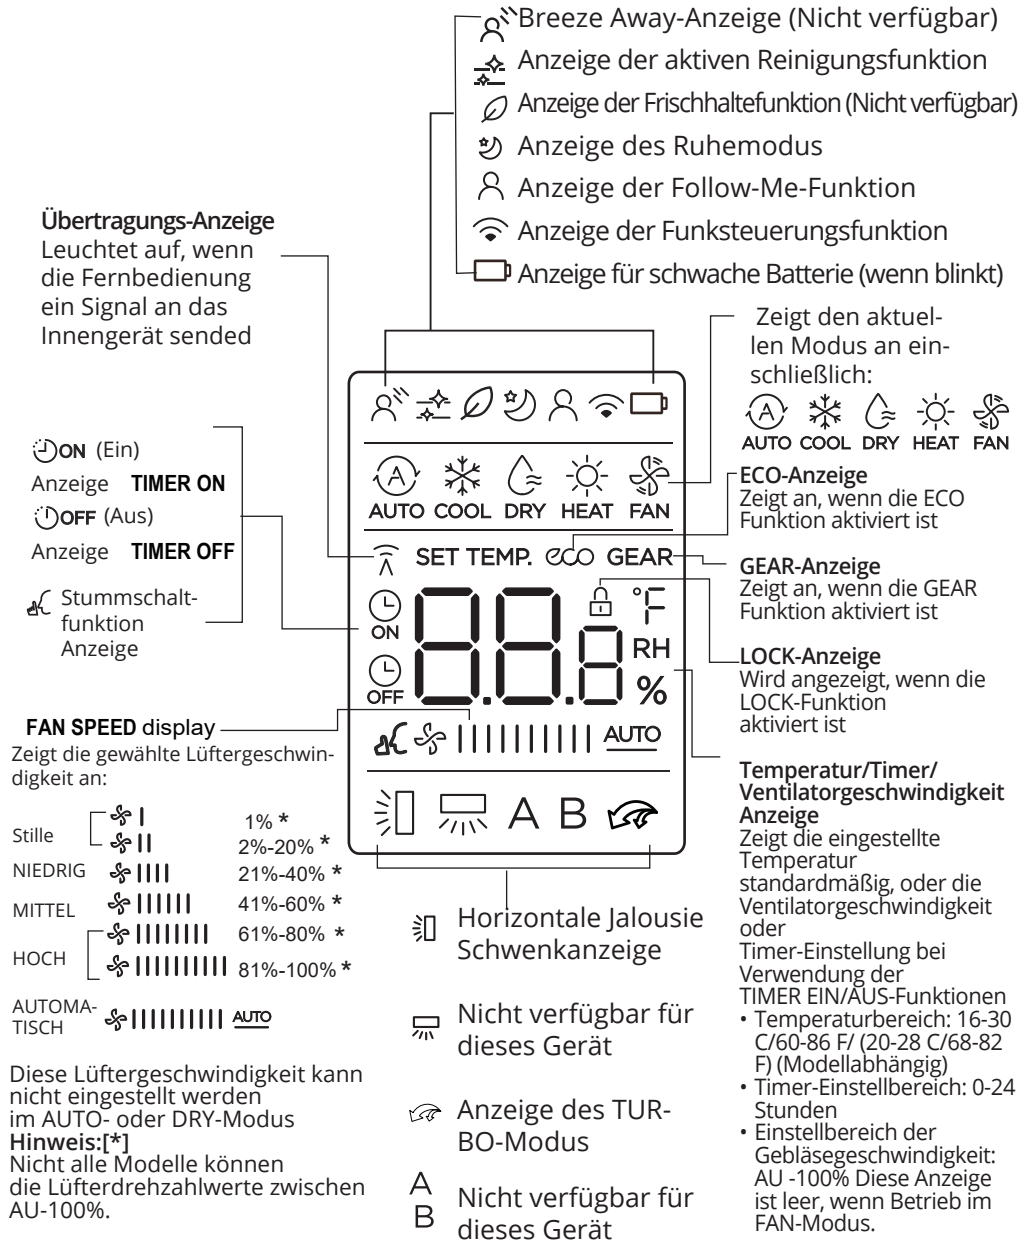 Breeze Away-Anzeige (Nicht verfügbar)
Anzeige der aktiven Reinigungsfunktion
Anzeige der Frischhaltefunktion (Nicht verfügbar)
Anzeige des Ruhemodus
Anzeige der Follow-Me-Funktion
Anzeige der Funksteuerungsfunktion
Anzeige für schwache Batterie (wenn blinkt)
Übertragungs-Anzeige
Leuchtet auf, wenn
die Fernbedienung
ein Signal an das
Innengerät sended
ON (Ein)
Anzeige TIMER ON
OFF (Aus)
Anzeige TIMER OFF
Stummschalt-
funktion
Anzeige
FAN SPEED display
Zeigt die gewählte Lüftergeschwin-
digkeit an:
Stille
1% *
2%-20% *
NIEDRIG 21%-40% *
MITTEL 41%-60% *
HOCH
61%-80% *
81%-100% *
AUTOMA-
TISCH
AUTO
Diese Lüftergeschwindigkeit kann
nicht eingestellt werden
im AUTO- oder DRY-Modus
Hinweis:[*]
Nicht alle Modelle können
die Lüfterdrehzahlwerte zwischen
AU-100%.
A
AUTO COOL DRY HEAT FAN
SET TEMP. eco GEAR
ON
OFF
88.8
°F
RH
%
AUTO
A B
Horizontale Jalousie
Schwenkanzeige
Nicht verfügbar für
dieses Gerät
Anzeige des TUR-
BO-Modus
A
B
Nicht verfügbar für
dieses Gerät
Zeigt den aktuel-
len Modus an ein-
schließlich:
A
AUTO COOL DRY HEAT FAN
ECO-Anzeige
Zeigt an, wenn die ECO
Funktion aktiviert ist
GEAR-Anzeige
Zeigt an, wenn die GEAR
Funktion aktiviert ist
LOCK-Anzeige
Wird angezeigt, wenn die
LOCK-Funktion
aktiviert ist
Temperatur/Timer/
Ventilatorgeschwindigkeit
Anzeige
Zeigt die eingestellte
Temperatur
standardmäßig, oder die
Ventilatorgeschwindigkeit
oder
Timer-Einstellung bei
Verwendung der
TIMER EIN/AUS-Funktionen
• Temperaturbereich: 16-30
C/60-86 F/ (20-28 C/68-82
F) (Modellabhängig)
• Timer-Einstellbereich: 0-24
Stunden
• Einstellbereich der
Gebläsegeschwindigkeit:
AU -100% Diese Anzeige
ist leer, wenn Betrieb im
FAN-Modus.